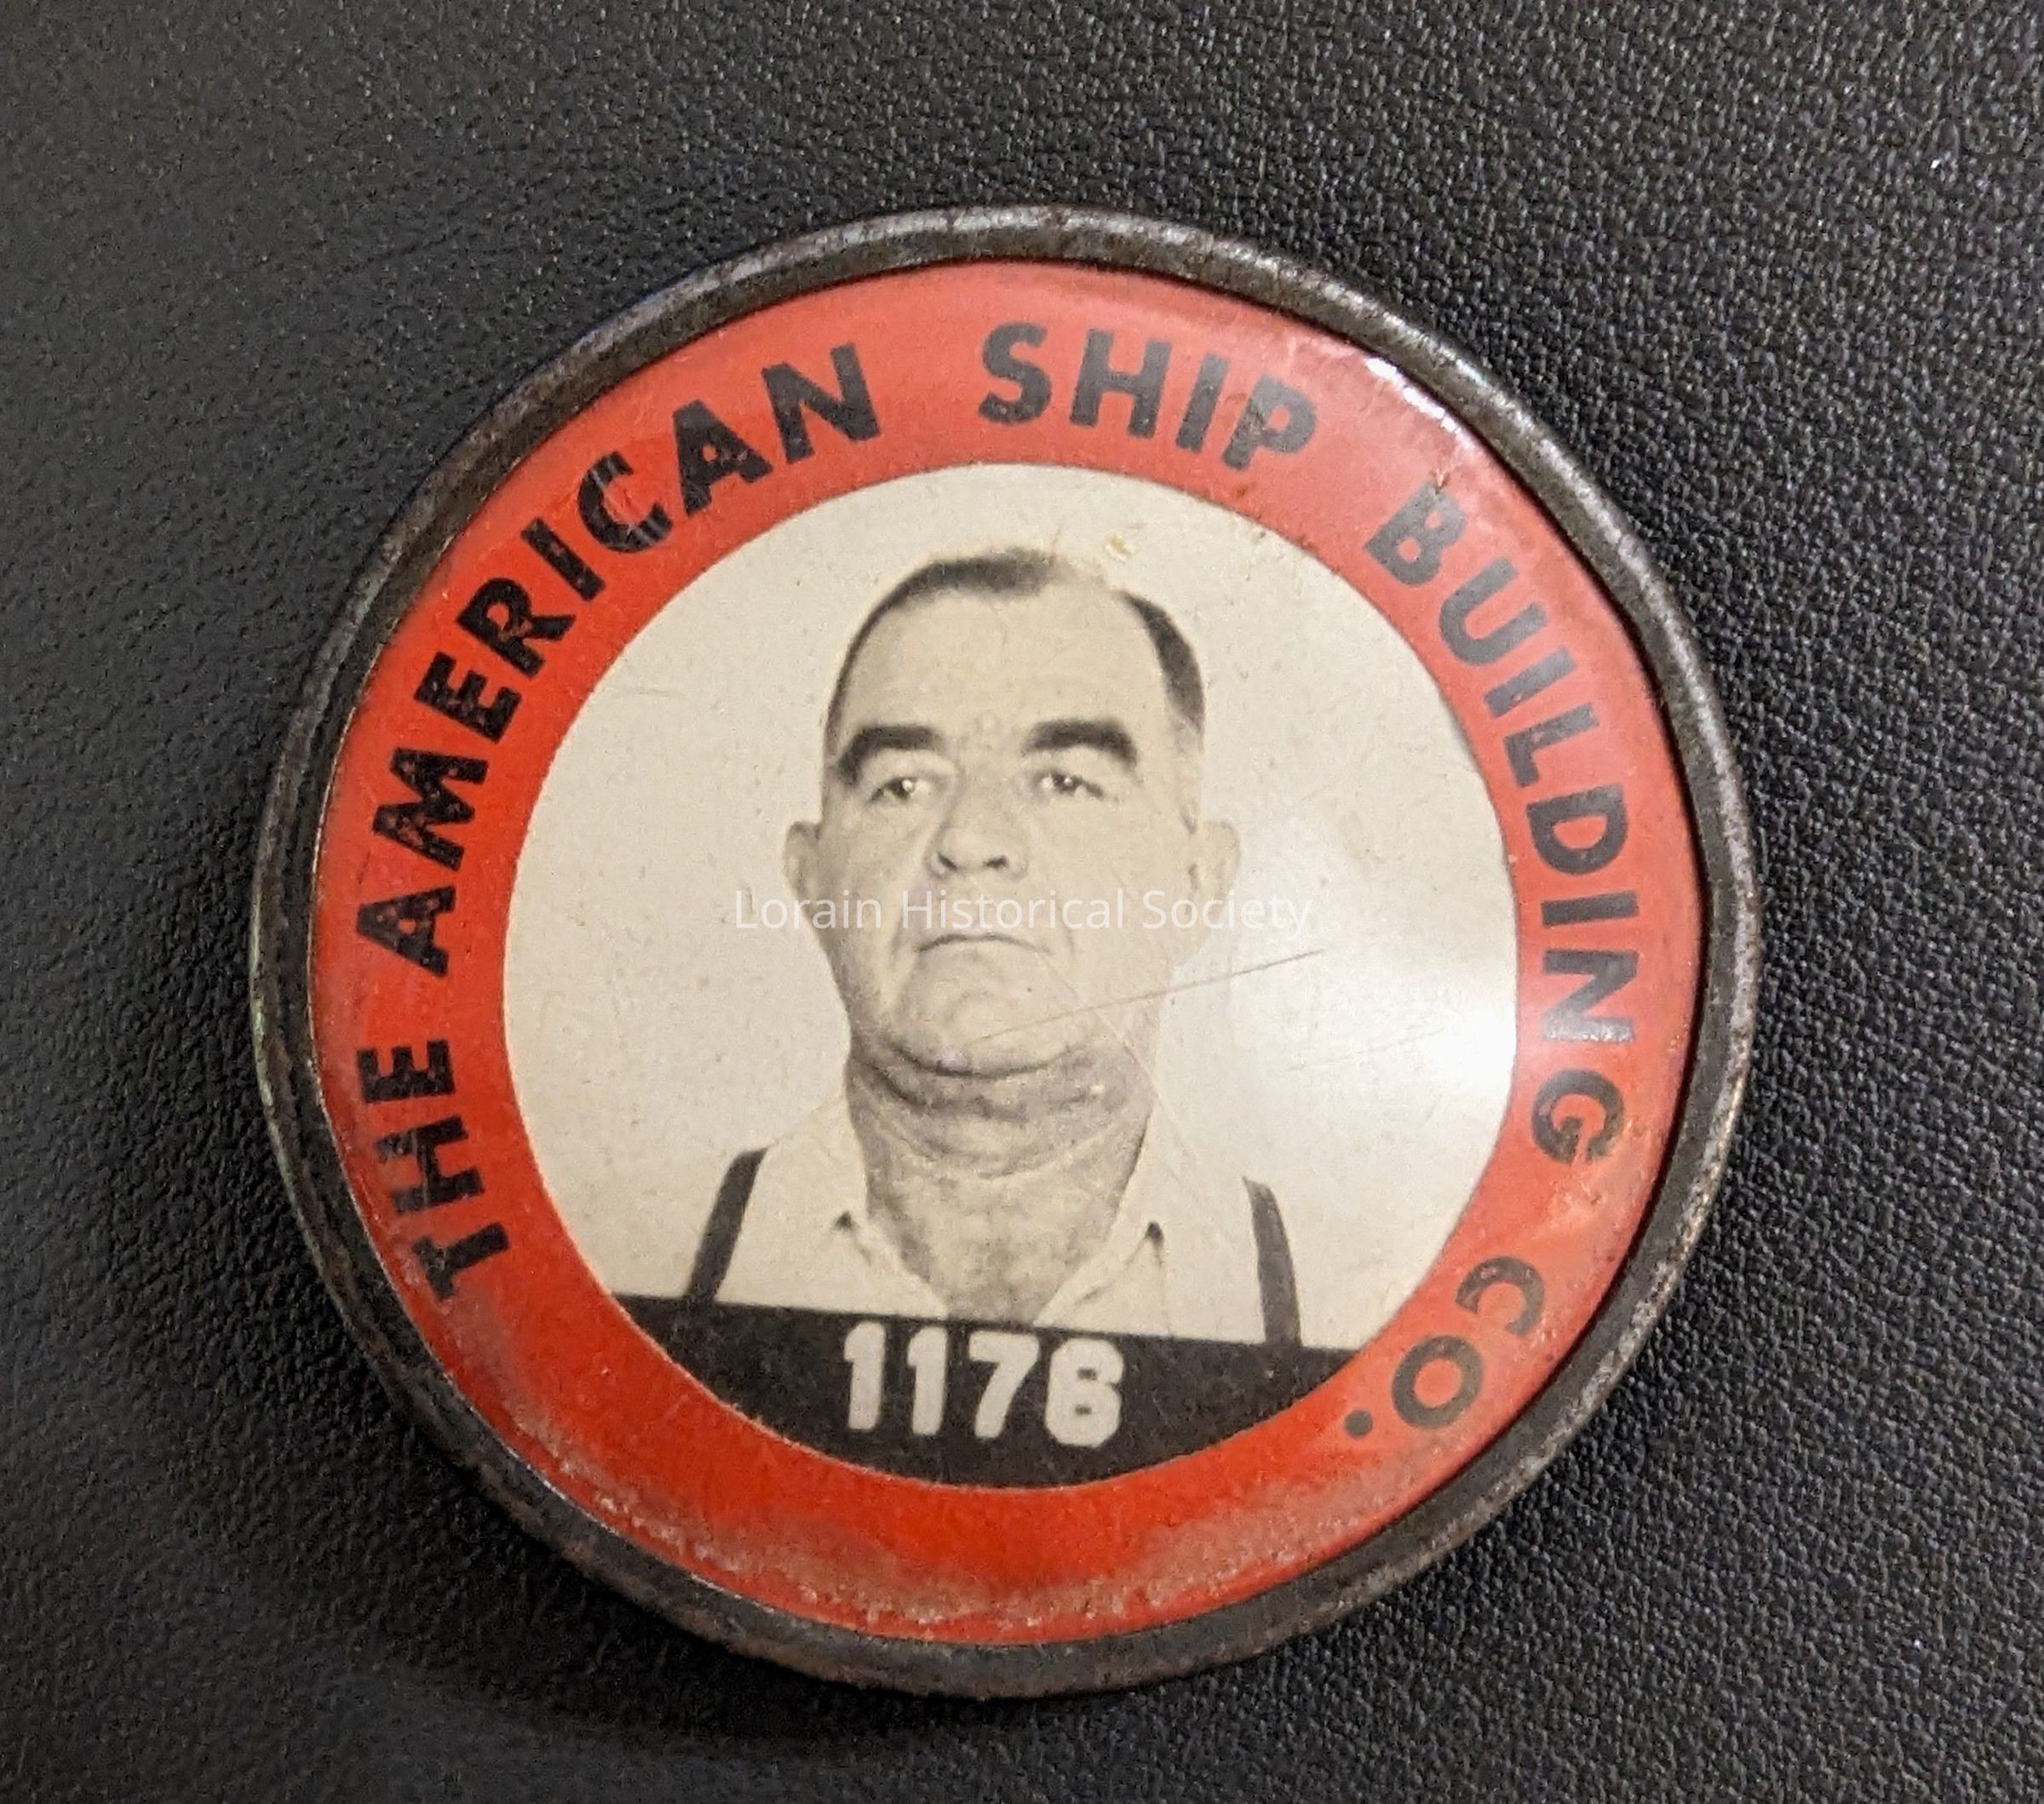 THE AMERICAN SHIP BUILDING CO.
Lorain Historical Society
1176